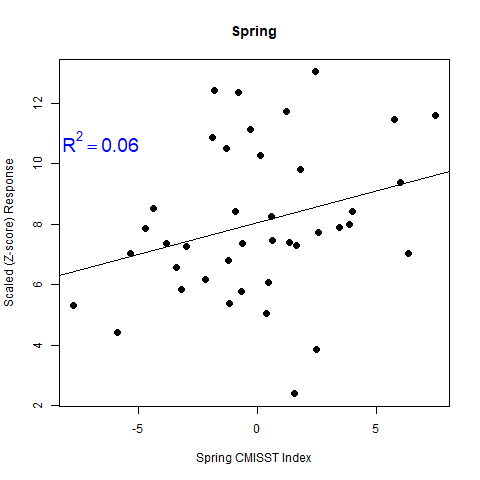 Spring
R² = 0.06
Scaled (Z-score) Response
12
10
8
6
4
2
-5 0 5
Spring CMISST Index